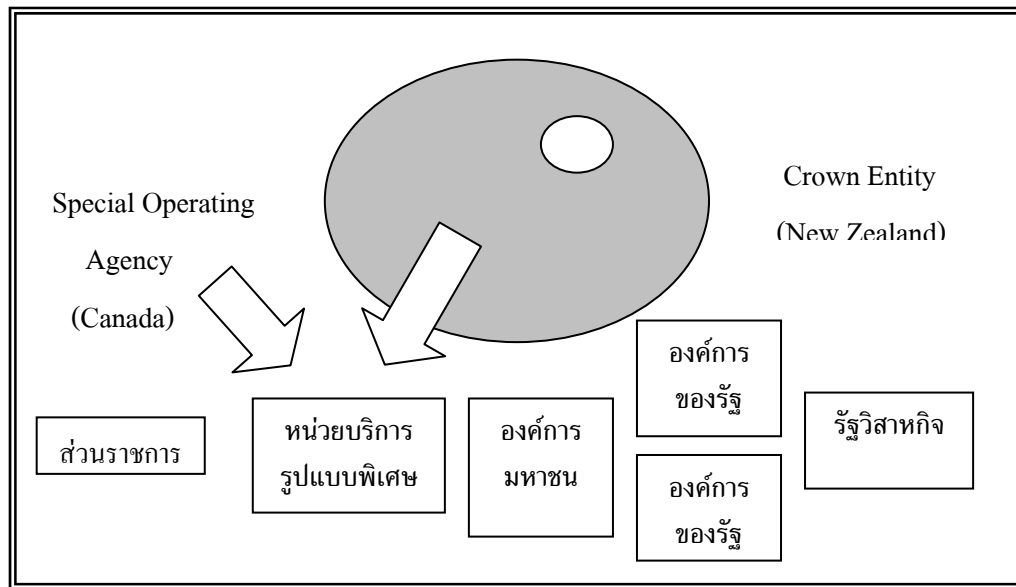 Special Operating
Agency
(Canada)
Crown Entity
(New Zealand)
ส่วนราชการ
หน่วยบริการ
รูปแบบพิเศษ
องค์การ
มหาชน
องค์การ
ของรัฐ
องค์การ
ของรัฐ
รัฐวิสาหกิจ